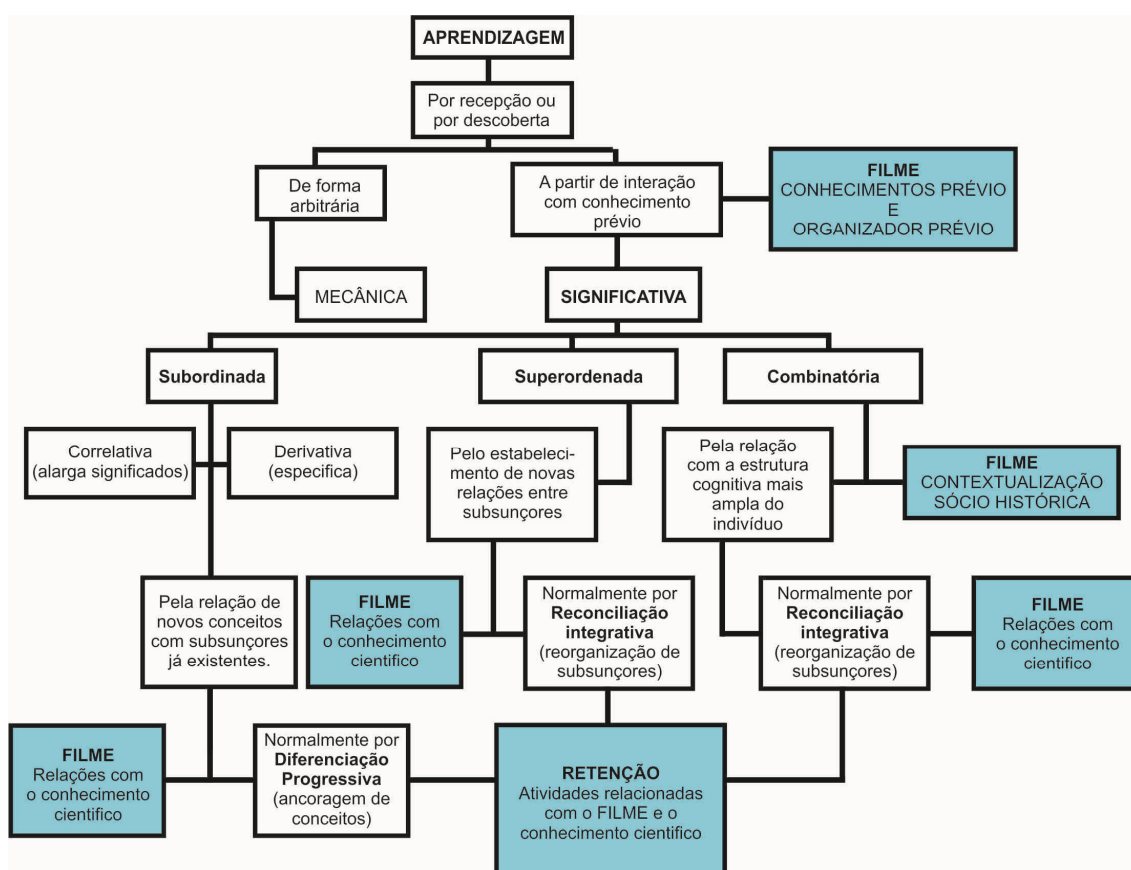 APRENDIZAGEM
Por recepção ou
por descoberta
De forma
arbitrária
A partir de interação
com conhecimento
prévio
FILME
CONHECIMENTOS PRÉVIO
E
ORGANIZADOR PRÉVIO
MECÂNICA
SIGNIFICATIVA
Subordinada
Superordenada
Combinatória
Correlativa
(alarga significados)
Derivativa
(especifica)
Pelo estabeleci-
mento de novas
relações entre
subsunçores
Pela relação
com a estrutura
cognitiva mais
ampla do
indivíduo
FILME
CONTEXTUALIZAÇÃO
SÓCIO HISTÓRICA
Pela relação de
novos conceitos
com subsunçores
já existentes.
FILME
Relações com
o conhecimento
cientifico
Normalmente por
Reconciliação
integrativa
(reorganização de
subsunçores)
Normalmente por
Reconciliação
integrativa
(reorganização de
subsunçores)
FILME
Relações com
o conhecimento
cientifico
FILME
Relações com
o conhecimento
cientifico
Normalmente por
Diferenciação
Progressiva
(ancoragem de
conceitos)
RETENÇÃO
Atividades relacionadas
com o FILME e o
conhecimento cientifico